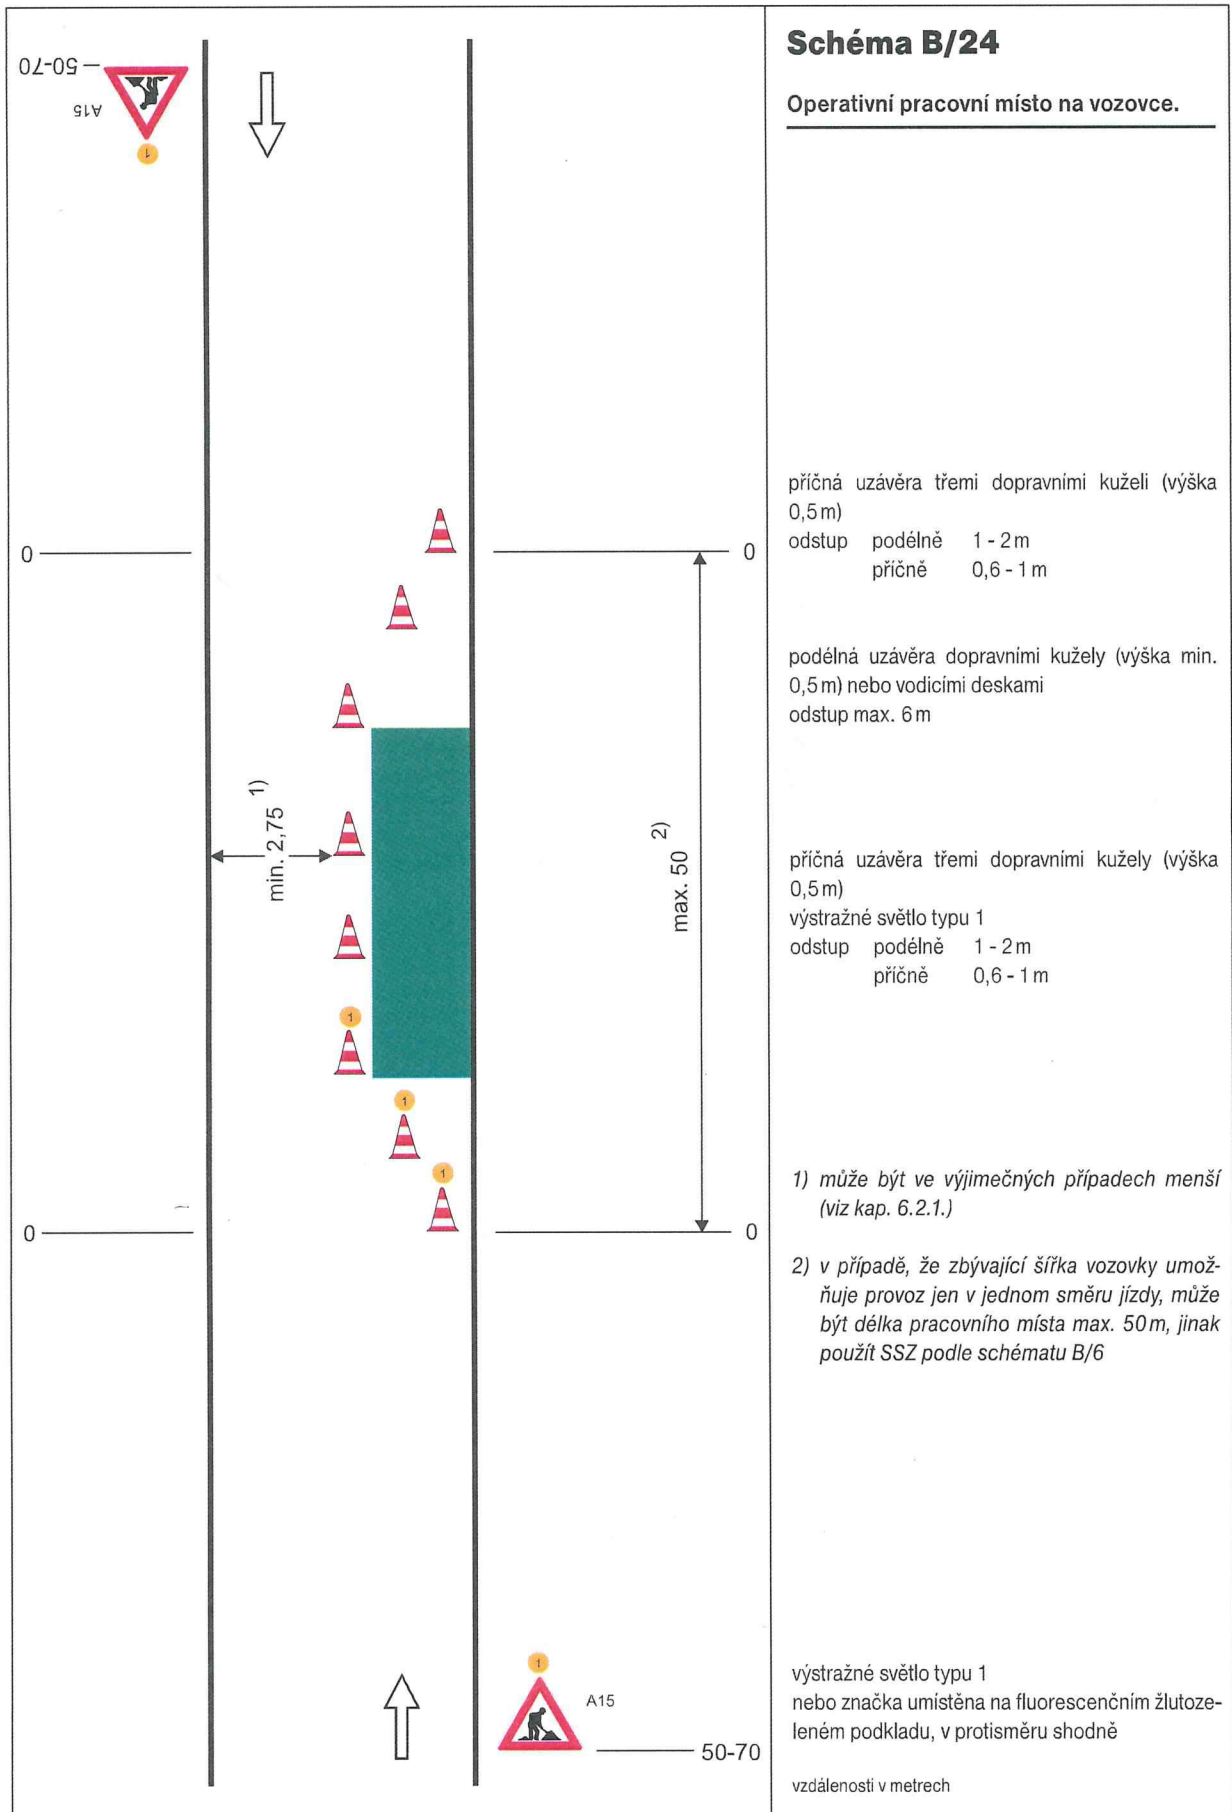 Schéma B/24
Operativní pracovní místo na vozovce.
50-70
A15
1
příčná uzávěra třemi dopravními kuželi (výška
0,5 m)
odstup podélně 1 - 2 m
příčně 0,6 - 1 m
0
0
podélná uzávěra dopravními kužely (výška min.
0,5 m) nebo vodicími deskami
odstup max. 6 m
min. 2,75 1)
max. 50 2)
příčná uzávěra třemi dopravními kužely (výška
0,5 m)
výstražné světlo typu 1
odstup podélně 1 - 2 m
příčně 0,6 - 1 m
1
1
1
0
0
1) může být ve výjimečných případech menší
(viz kap. 6.2.1.)
2) v případě, že zbývající šířka vozovky umož-
ňuje provoz jen v jednom směru jízdy, může
být délka pracovního místa max. 50 m, jinak
použít SSZ podle schématu B/6
1
A15
50-70
výstražné světlo typu 1
nebo značka umístěna na fluorescenčním žlutoze-
leném podkladu, v protisměru shodně
vzdálenosti v metrech